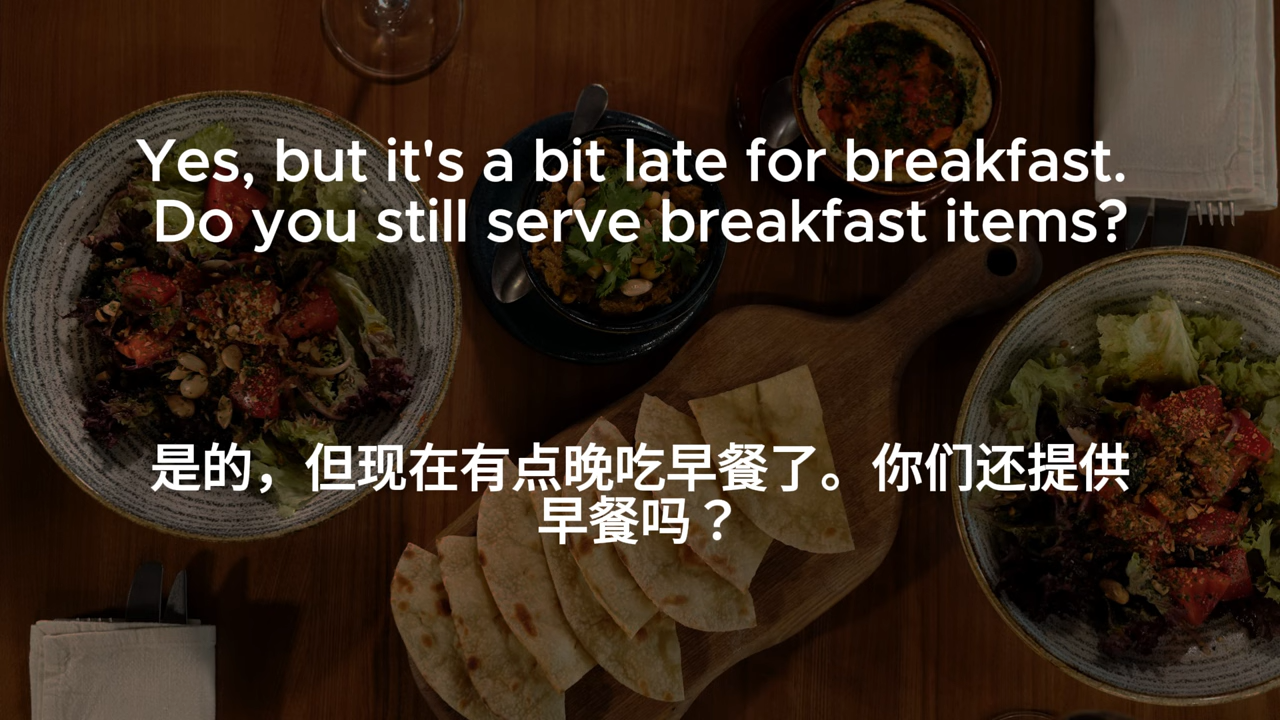 Yes, but it's a bit late for breakfast.
Do you still serve breakfast items?
是的，但现在有点晚吃早餐了。你们还提供
早餐吗？